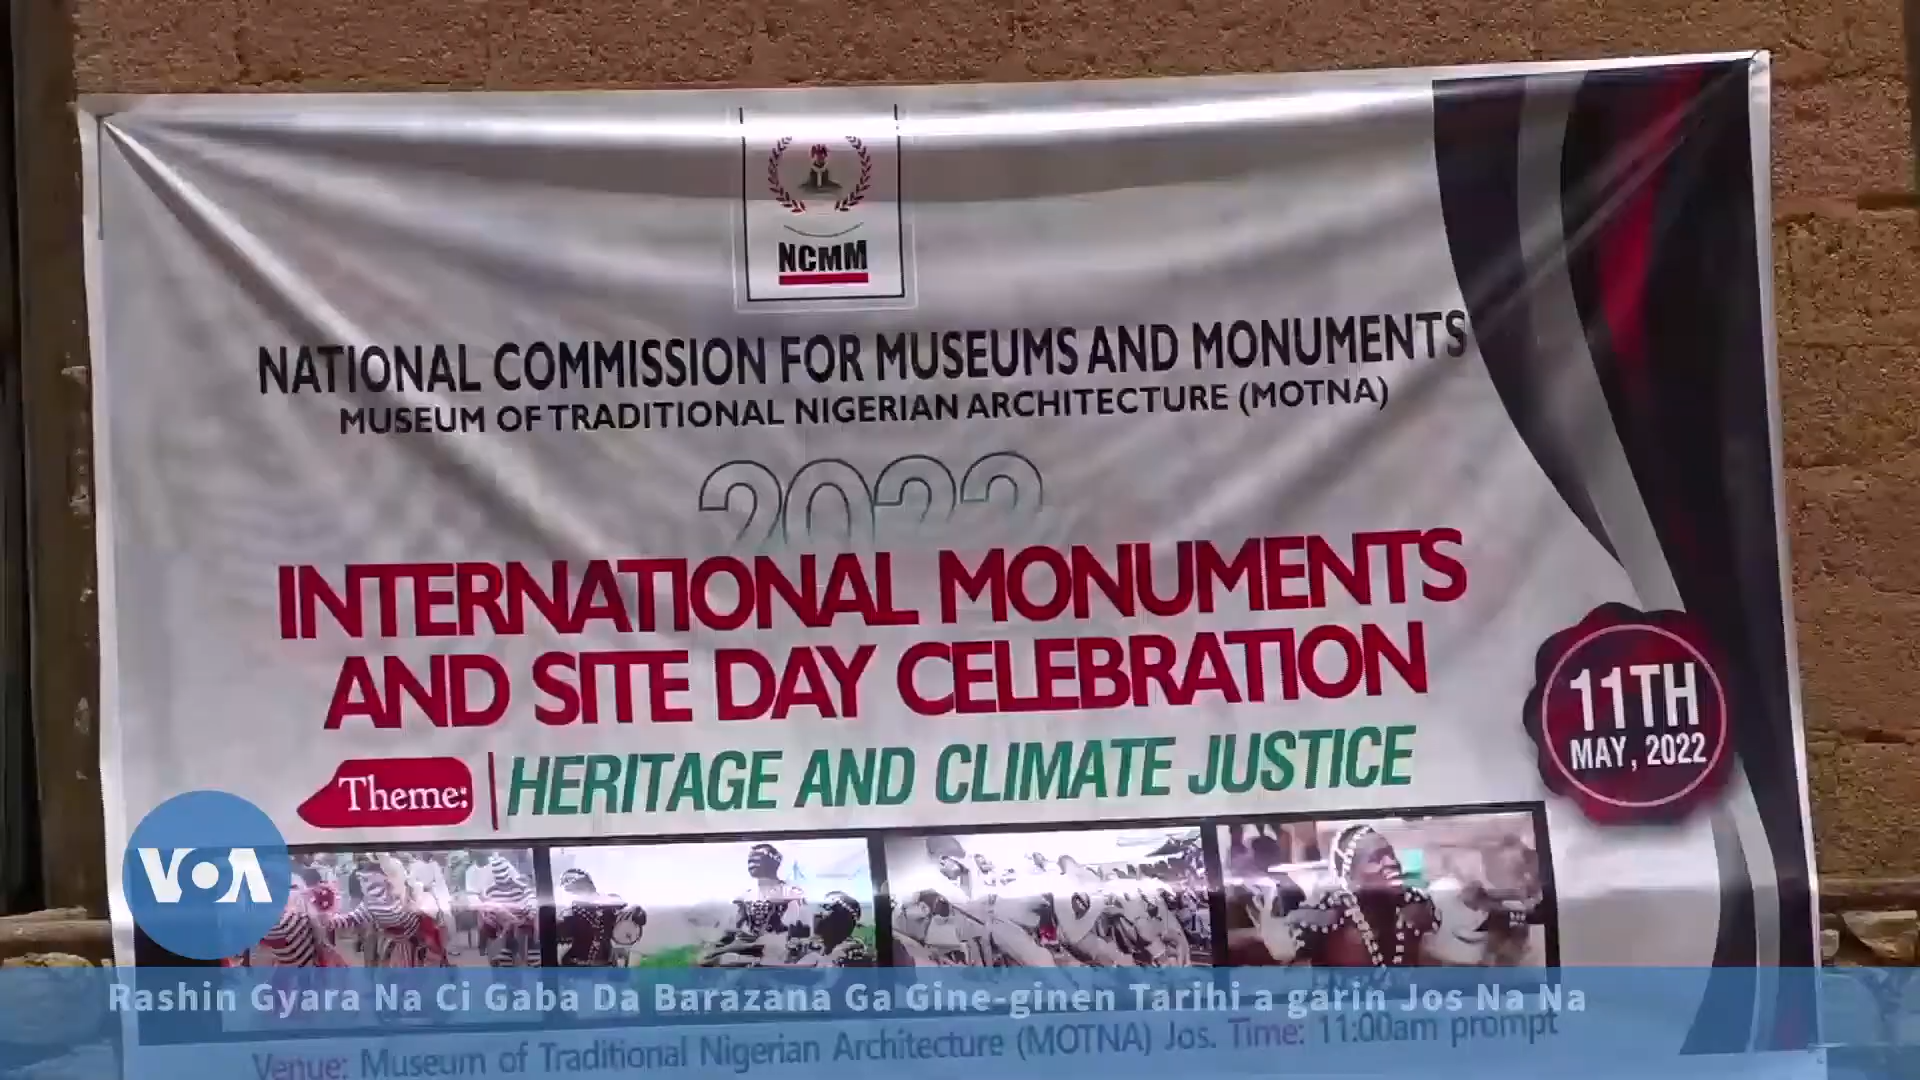 NCMM
NATIONAL COMMISSION FOR MUSEUMS AND MONUMENTS
MUSEUM OF TRADITIONAL NIGERIAN ARCHITECTURE (MOTNA)
2022
INTERNATIONAL MONUMENTS
AND SITE DAY CELEBRATION
Theme: HERITAGE AND CLIMATE JUSTICE
11TH
MAY, 2022
VOA
Rashin Gyara Na Ci Gaba Da Barazana Ga Gine-ginen Tarihi a garin Jos Na Na
Venue: Museum of Traditional Nigerian Architecture (MOTNA) Jos. Time: 11:00am prompt